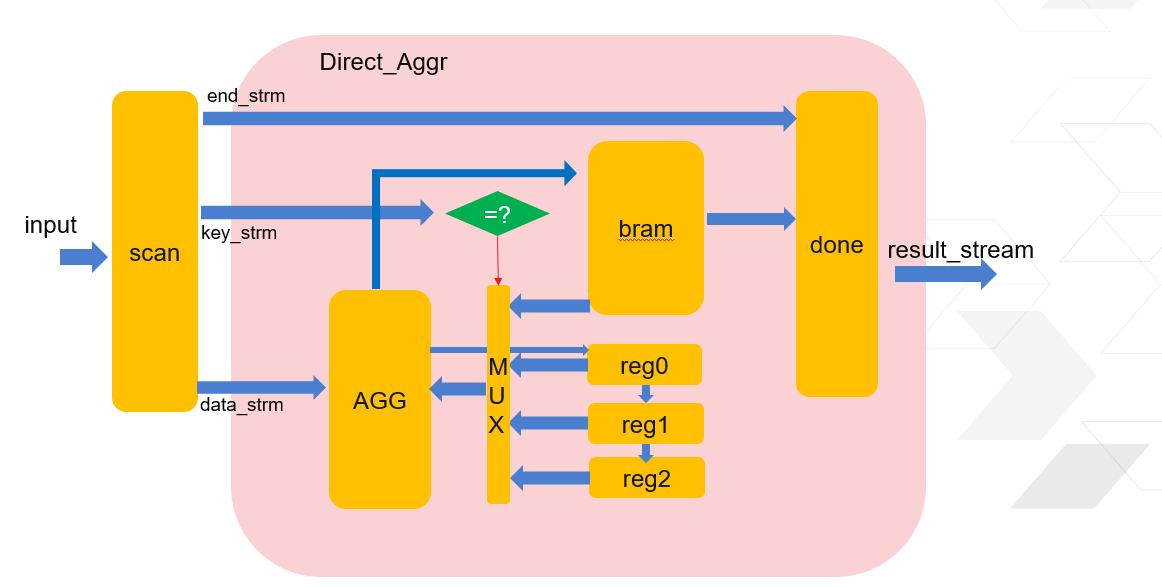 Direct_Aggr
end_strm
input
scan
key_strm
=?
bram
done
result_stream
data_strm
AGG
M
U
X
reg0
reg1
reg2